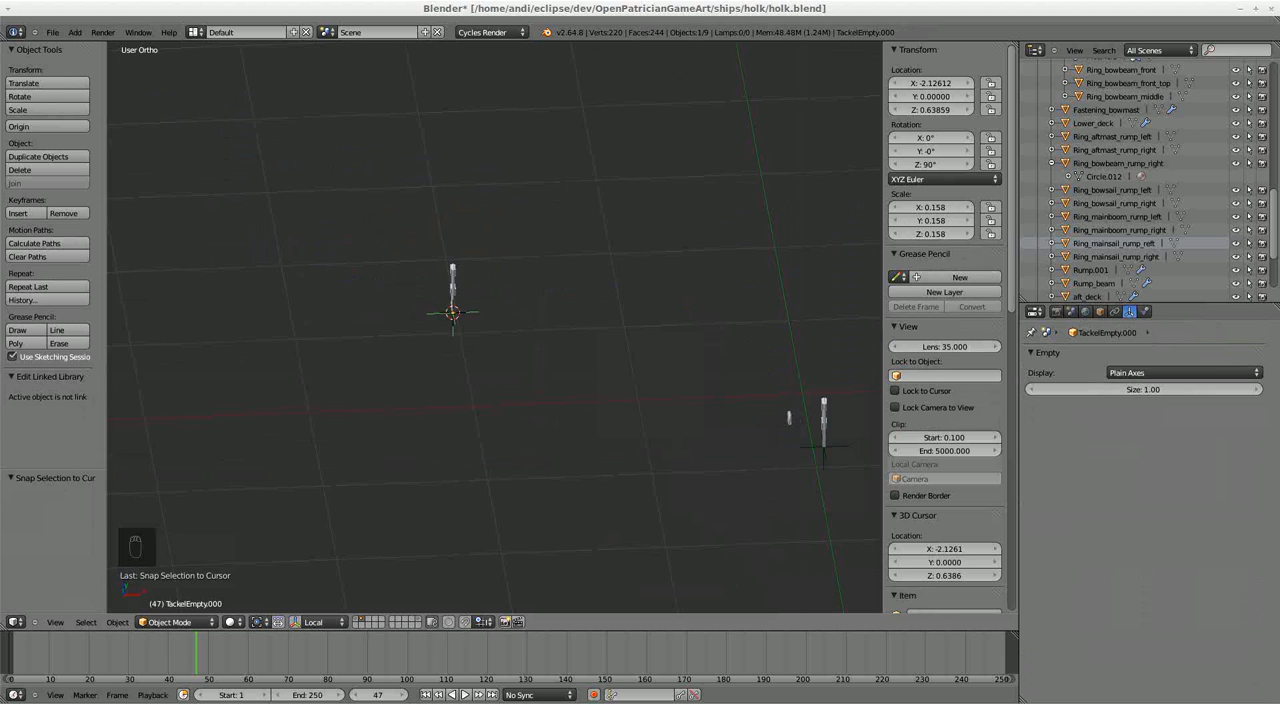 Blender* [/home/andi/eclipse/dev/OpenPatricianGameArt/ships/holk/holk.blend]
File Add Render Window Help Default Scene Cycles Render v2.64.8 | Verts:220 | Faces:244 | Objects:1/9 | Lamps:0/0 | Mem:48.48M (1.24M) | TackelEmpty.000
Object Tools
Transform:
Translate
Rotate
Scale
Origin
Object:
Duplicate Objects
Delete
Join
Keyframes:
Insert Remove
Motion Paths:
Calculate Paths
Clear Paths
Repeat:
Repeat Last
History...
Grease Pencil:
Draw Line
Poly Erase
Use Sketching Sessio
Edit Linked Library
Active object is not link
Snap Selection to Cur
User Ortho
Last: Snap Selection to Cursor
(47) TackelEmpty.000
Transform
Location:
X: -2.12612
Y: 0.00000
Z: 0.63859
Rotation:
X: 0°
Y: -0°
Z: 90°
XYZ Euler
Scale:
X: 0.158
Y: 0.158
Z: 0.158
Grease Pencil
New
New Layer
Delete Frame Convert
View
Lens: 35.000
Lock to Object:
Lock to Cursor
Lock Camera to View
Clip:
Start: 0.100
End: 5000.000
Local Camera:
Camera
Render Border
3D Cursor
Location:
X: -2.1261
Y: 0.0000
Z: 0.6386
Item
View Search All Scenes
Ring_bowbeam_front
Ring_bowbeam_front_top
Ring_bowbeam_middle
Fastening_bowmast
Lower_deck
Ring_aftmast_rump_left
Ring_aftmast_rump_right
Ring_bowbeam_rump_right
Circle.012
Ring_bowsail_rump_left
Ring_bowsail_rump_right
Ring_mainboom_rump_left
Ring_mainboom_rump_right
Ring_mainsail_rump_reft
Ring_mainsail_rump_right
Rump.001
Rump_beam
aft_deck
TackelEmpty.000
Empty
Display: Plain Axes
Size: 1.00
View Select Object Object Mode Local
0 10 20 30 40 50 60 70 80 90 100 110 120 130 140 150 160 170 180 190 200 210 220 230 240 250
View Marker Frame Playback Start: 1 End: 250 47 No Sync